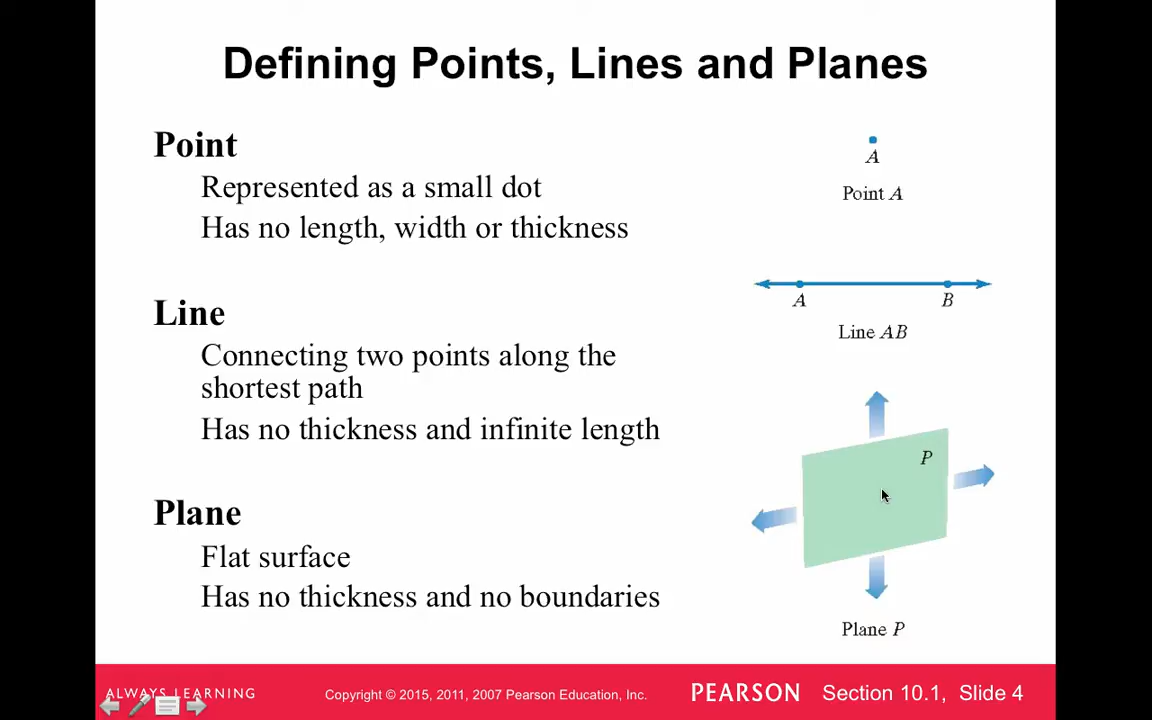 Defining Points, Lines and Planes
Point
Represented as a small dot
Has no length, width or thickness
A
Point A
Line
Connecting two points along the
shortest path
Has no thickness and infinite length
A B
Line AB
Plane
Flat surface
Has no thickness and no boundaries
P
Plane P
ALWAYS LEARNING
Copyright © 2015, 2011, 2007 Pearson Education, Inc.
PEARSON
Section 10.1, Slide 4